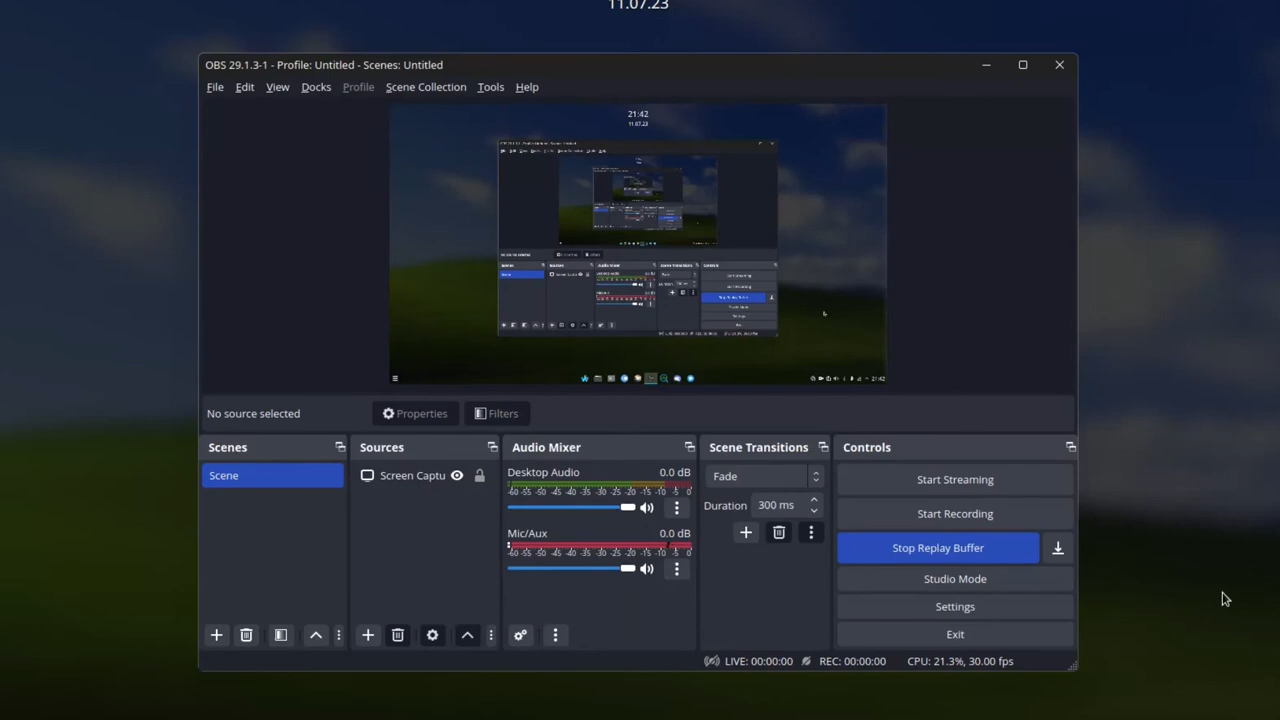 11.07.23
OBS 29.1.3-1 - Profile: Untitled - Scenes: Untitled
File Edit View Docks Profile Scene Collection Tools Help
21:42
11.07.23
21:42
No source selected Properties Filters
Scenes Sources Audio Mixer Scene Transitions Controls
Scene
Screen Captu
Desktop Audio 0.0 dB
-60 -55 -50 -45 -40 -35 -30 -25 -20 -15 -10 -5 0
Mic/Aux 0.0 dB
-60 -55 -50 -45 -40 -35 -30 -25 -20 -15 -10 -5 0
Fade
Duration 300 ms
Start Streaming
Start Recording
Stop Replay Buffer
Studio Mode
Settings
Exit
LIVE: 00:00:00 REC: 00:00:00 CPU: 21.3%, 30.00 fps